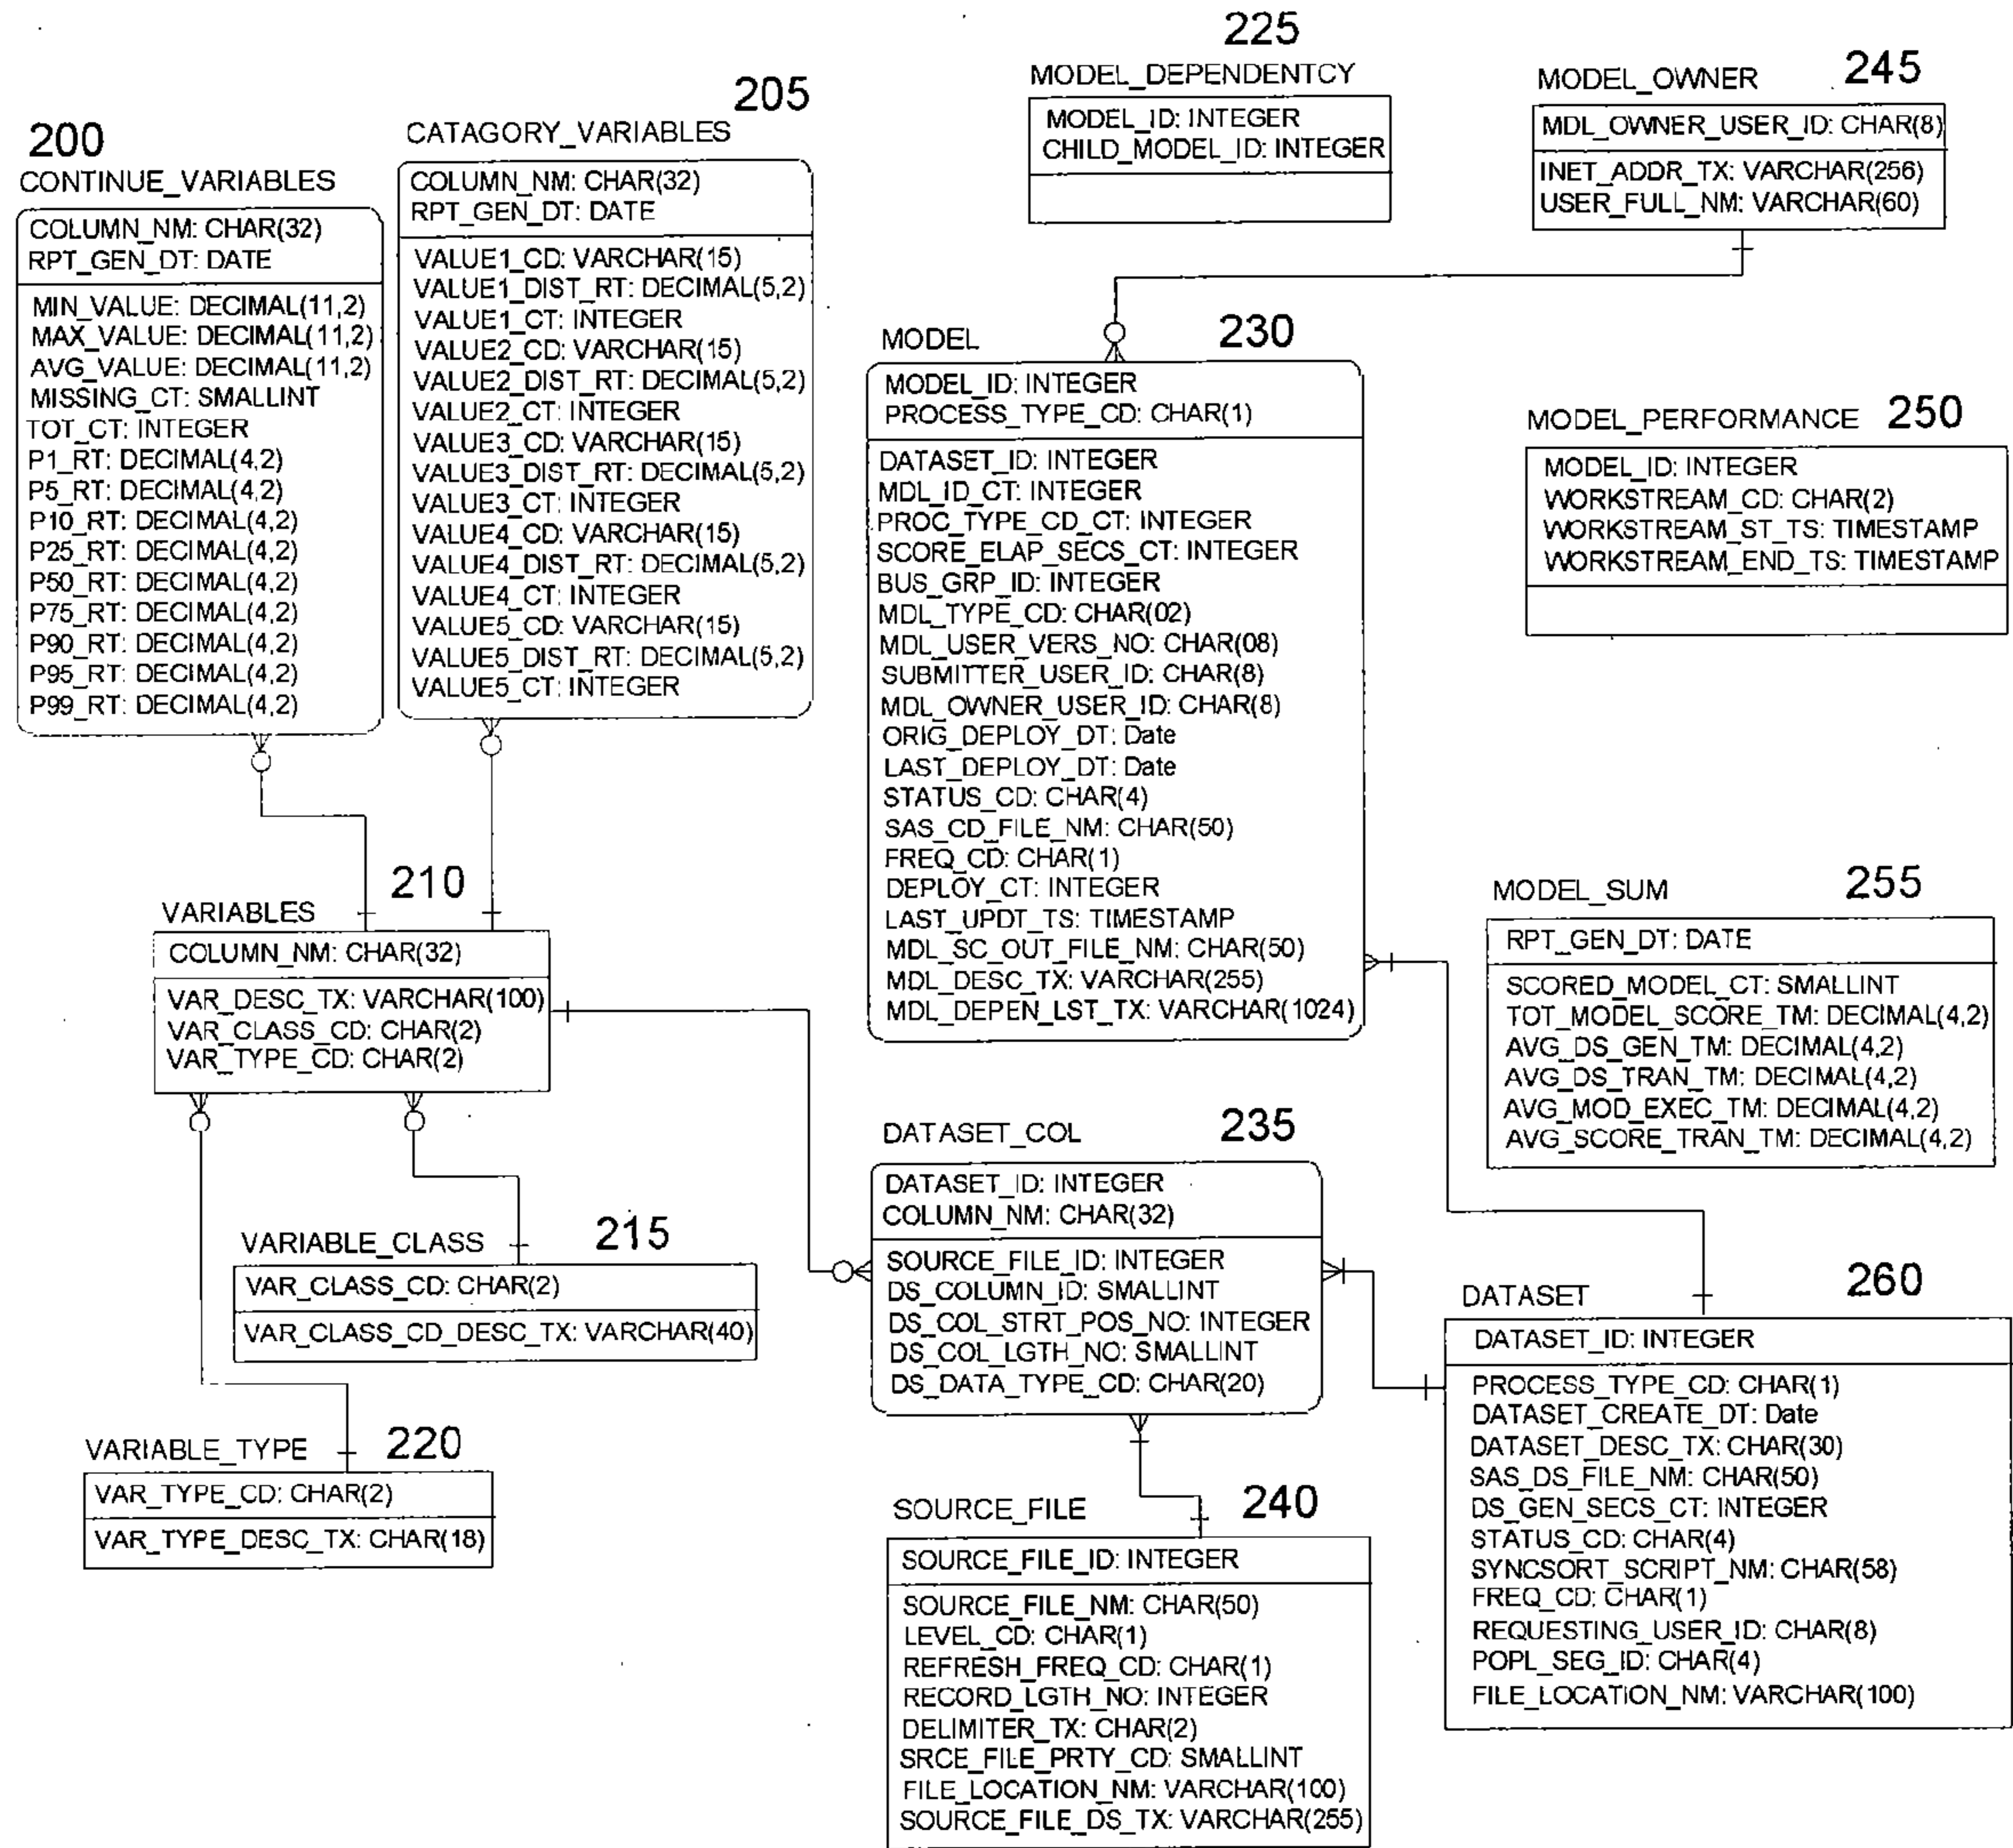 200
CONTINUE_VARIABLES
COLUMN_NM: CHAR(32)
RPT_GEN_DT: DATE
MIN_VALUE: DECIMAL(11,2)
MAX_VALUE: DECIMAL(11,2)
AVG_VALUE: DECIMAL(11,2)
MISSING_CT: SMALLINT
TOT_CT: INTEGER
P1_RT: DECIMAL(4,2)
P5_RT: DECIMAL(4,2)
P10_RT: DECIMAL(4,2)
P25_RT: DECIMAL(4,2)
P50_RT: DECIMAL(4,2)
P75_RT: DECIMAL(4,2)
P90_RT: DECIMAL(4,2)
P95_RT: DECIMAL(4,2)
P99_RT: DECIMAL(4,2)
205
CATAGORY_VARIABLES
COLUMN_NM: CHAR(32)
RPT_GEN_DT: DATE
VALUE1_CD: VARCHAR(15)
VALUE1_DIST_RT: DECIMAL(5,2)
VALUE1_CT: INTEGER
VALUE2_CD: VARCHAR(15)
VALUE2_DIST_RT: DECIMAL(5,2)
VALUE2_CT: INTEGER
VALUE3_CD: VARCHAR(15)
VALUE3_DIST_RT: DECIMAL(5,2)
VALUE3_CT: INTEGER
VALUE4_CD: VARCHAR(15)
VALUE4_DIST_RT: DECIMAL(5,2)
VALUE4_CT: INTEGER
VALUE5_CD: VARCHAR(15)
VALUE5_DIST_RT: DECIMAL(5,2)
VALUE5_CT: INTEGER
210
VARIABLES
COLUMN_NM: CHAR(32)
VAR_DESC_TX: VARCHAR(100)
VAR_CLASS_CD: CHAR(2)
VAR_TYPE_CD: CHAR(2)
VARIABLE_CLASS 215
VAR_CLASS_CD: CHAR(2)
VAR_CLASS_CD_DESC_TX: VARCHAR(40)
VARIABLE_TYPE 220
VAR_TYPE_CD: CHAR(2)
VAR_TYPE_DESC_TX: CHAR(18)
225
MODEL_DEPENDENTCY
MODEL_ID: INTEGER
CHILD_MODEL_ID: INTEGER
MODEL 230
MODEL_ID: INTEGER
PROCESS_TYPE_CD: CHAR(1)
DATASET_ID: INTEGER
MDL_ID_CT: INTEGER
PROC_TYPE_CD_CT: INTEGER
SCORE_ELAP_SECS_CT: INTEGER
BUS_GRP_ID: INTEGER
MDL_TYPE_CD: CHAR(02)
MDL_USER_VERS_NO: CHAR(08)
SUBMITTER_USER_ID: CHAR(8)
MDL_OWNER_USER_ID: CHAR(8)
ORIG_DEPLOY_DT: Date
LAST_DEPLOY_DT: Date
STATUS_CD: CHAR(4)
SAS_CD_FILE_NM: CHAR(50)
FREQ_CD: CHAR(1)
DEPLOY_CT: INTEGER
LAST_UPDT_TS: TIMESTAMP
MDL_SC_OUT_FILE_NM: CHAR(50)
MDL_DESC_TX: VARCHAR(255)
MDL_DEPEN_LST_TX: VARCHAR(1024)
DATASET_COL 235
DATASET_ID: INTEGER
COLUMN_NM: CHAR(32)
SOURCE_FILE_ID: INTEGER
DS_COLUMN_ID: SMALLINT
DS_COL_STRT_POS_NO: INTEGER
DS_COL_LGTH_NO: SMALLINT
DS_DATA_TYPE_CD: CHAR(20)
SOURCE_FILE 240
SOURCE_FILE_ID: INTEGER
SOURCE_FILE_NM: CHAR(50)
LEVEL_CD: CHAR(1)
REFRESH_FREQ_CD: CHAR(1)
RECORD_LGTH_NO: INTEGER
DELIMITER_TX: CHAR(2)
SRCE_FILE_PRTY_CD: SMALLINT
FILE_LOCATION_NM: VARCHAR(100)
SOURCE_FILE_DS_TX: VARCHAR(255)
MODEL_OWNER 245
MDL_OWNER_USER_ID: CHAR(8)
INET_ADDR_TX: VARCHAR(256)
USER_FULL_NM: VARCHAR(60)
MODEL_PERFORMANCE 250
MODEL_ID: INTEGER
WORKSTREAM_CD: CHAR(2)
WORKSTREAM_ST_TS: TIMESTAMP
WORKSTREAM_END_TS: TIMESTAMP
MODEL_SUM 255
RPT_GEN_DT: DATE
SCORED_MODEL_CT: SMALLINT
TOT_MODEL_SCORE_TM: DECIMAL(4,2)
AVG_DS_GEN_TM: DECIMAL(4,2)
AVG_DS_TRAN_TM: DECIMAL(4,2)
AVG_MOD_EXEC_TM: DECIMAL(4,2)
AVG_SCORE_TRAN_TM: DECIMAL(4,2)
DATASET 260
DATASET_ID: INTEGER
PROCESS_TYPE_CD: CHAR(1)
DATASET_CREATE_DT: Date
DATASET_DESC_TX: CHAR(30)
SAS_DS_FILE_NM: CHAR(50)
DS_GEN_SECS_CT: INTEGER
STATUS_CD: CHAR(4)
SYNCSORT_SCRIPT_NM: CHAR(58)
FREQ_CD: CHAR(1)
REQUESTING_USER_ID: CHAR(8)
POPL_SEG_ID: CHAR(4)
FILE_LOCATION_NM: VARCHAR(100)